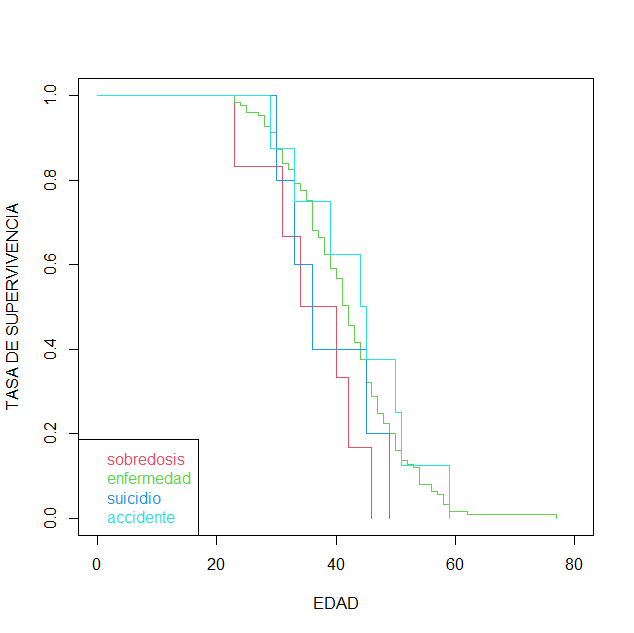 TASA DE SUPERVIVENCIA
1.0
0.8
0.6
0.4
0.2
0.0
sobredosis
enfermedad
suicidio
accidente
0 20 40 60 80
EDAD